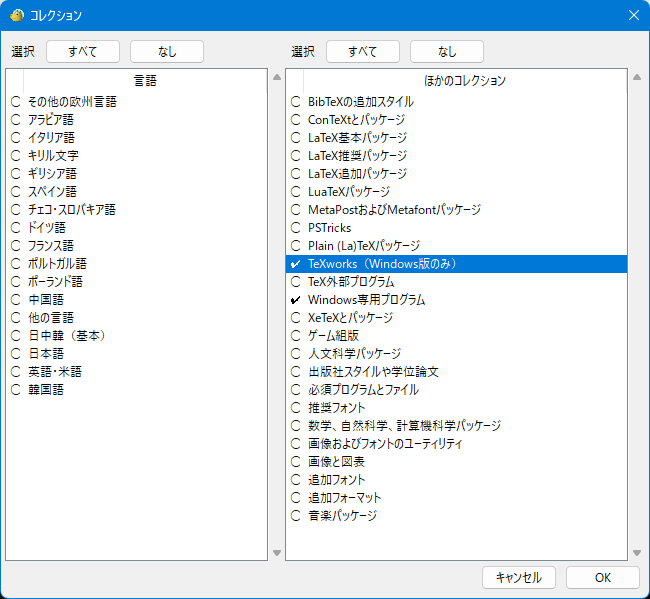 コレクション
選択 すべて なし
選択 すべて なし
言語
その他の欧州言語
アラビア語
イタリア語
キリル文字
ギリシア語
スペイン語
チェコ・スロバキア語
ドイツ語
フランス語
ポルトガル語
ポーランド語
中国語
他の言語
日中韓（基本）
日本語
英語・米語
韓国語
ほかのコレクション
BibTeXの追加スタイル
ConTeXtとパッケージ
LaTeX基本パッケージ
LaTeX推奨パッケージ
LaTeX追加パッケージ
LuaTeXパッケージ
MetaPostおよびMetafontパッケージ
PSTricks
Plain (La)TeXパッケージ
TeXworks（Windows版のみ）
TeX外部プログラム
Windows専用プログラム
XeTeXとパッケージ
ゲーム組版
人文科学パッケージ
出版社スタイルや学位論文
必須プログラムとファイル
推奨フォント
数学、自然科学、計算機科学パッケージ
画像およびフォントのユーティリティ
画像と図表
追加フォント
追加フォーマット
音楽パッケージ
キャンセル OK